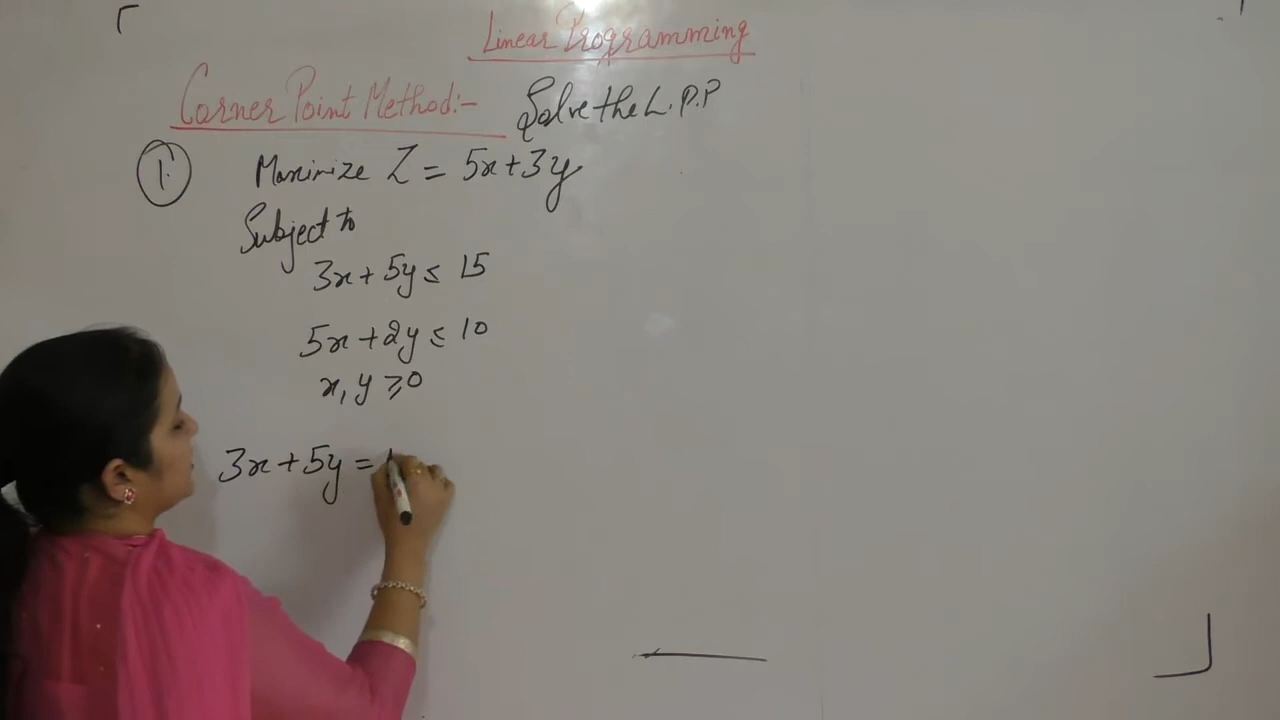 Linear Programming
Corner Point Method:- Solve the L.P.P
1. Maximize Z = 5x+3y
Subject to
3x + 5y ≤ 15
5x + 2y ≤ 10
x, y ≥ 0
3x + 5y = 1